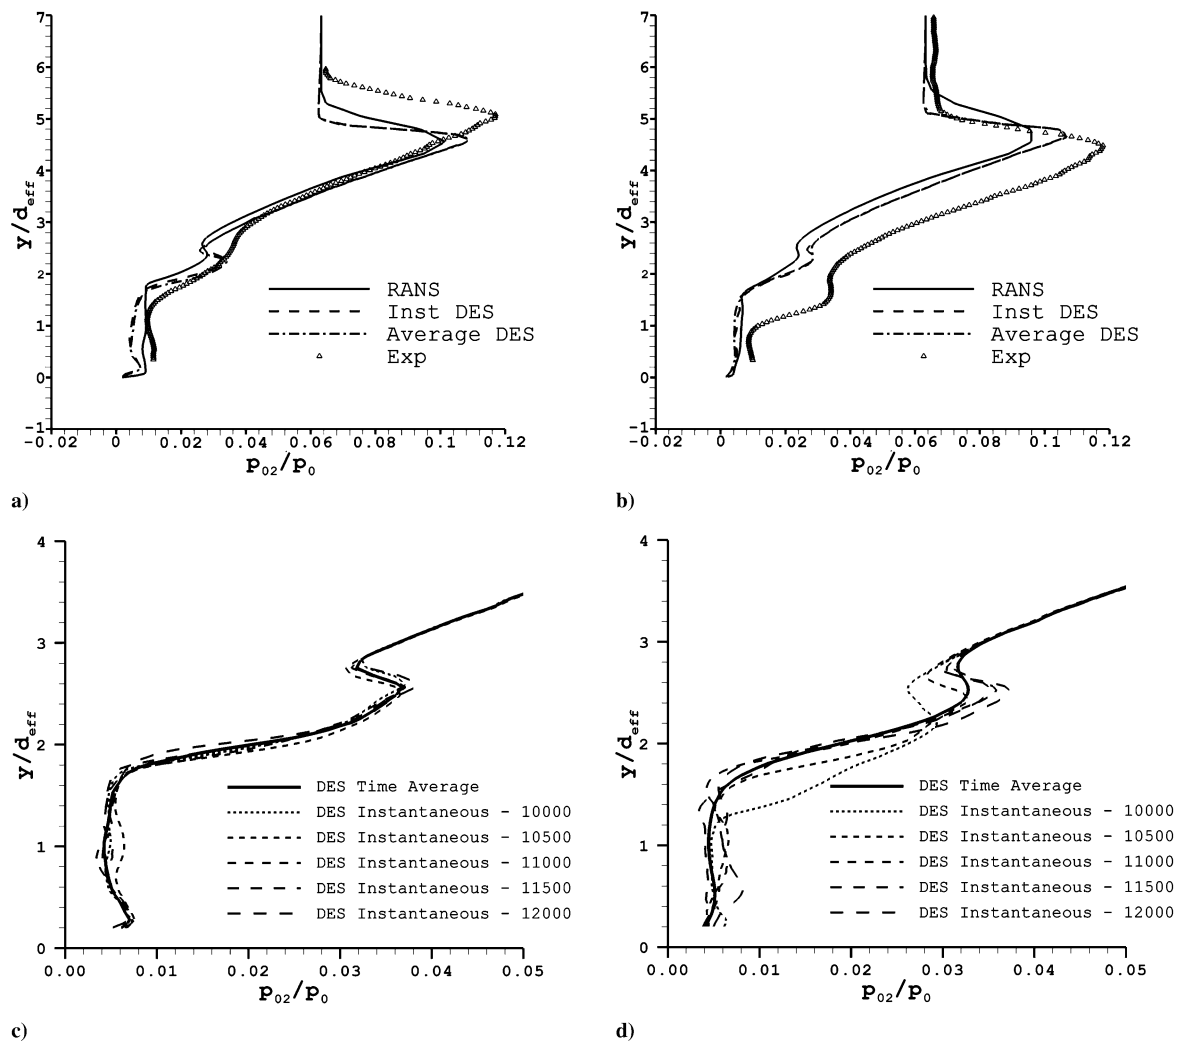 7
6
5
4
3
2
1
0
-1
y/d_eff
-0.02 0 0.02 0.04 0.06 0.08 0.1 0.12
p_02/p_0
RANS
Inst DES
Average DES
Exp
a)
7
6
5
4
3
2
1
0
-1
y/d_eff
-0.02 0 0.02 0.04 0.06 0.08 0.1 0.12
p_02/p_0
RANS
Inst DES
Average DES
Exp
b)
4
3
2
1
0
y/d_eff
0.00 0.01 0.02 0.03 0.04 0.05
p_02/p_0
DES Time Average
DES Instantaneous - 10000
DES Instantaneous - 10500
DES Instantaneous - 11000
DES Instantaneous - 11500
DES Instantaneous - 12000
c)
4
3
2
1
0
y/d_eff
0.00 0.01 0.02 0.03 0.04 0.05
p_02/p_0
DES Time Average
DES Instantaneous - 10000
DES Instantaneous - 10500
DES Instantaneous - 11000
DES Instantaneous - 11500
DES Instantaneous - 12000
d)